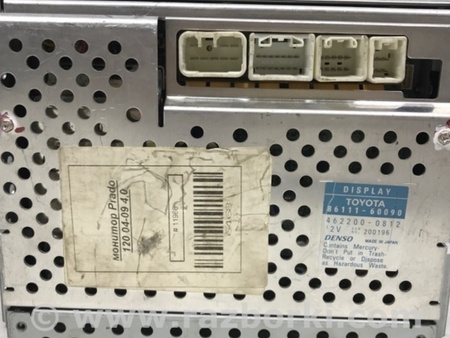 монитор Prado
120 04-09 4.0
DISPLAY
TOYOTA
86111-60090
462200-0812
12V 200196
DENSO MADE IN JAPAN
Contains Mercury
Don't Put in Trash-
Recycle or Dispose
as Hazardous Waste.
www.razborki.com